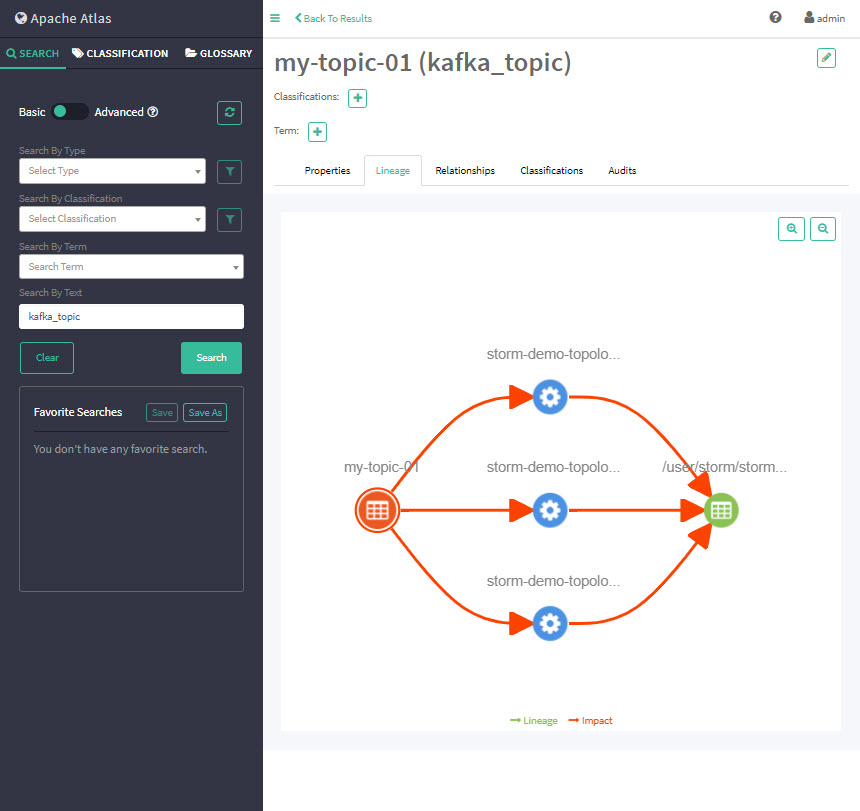 Apache Atlas
SEARCH CLASSIFICATION GLOSSARY
Basic Advanced
Search By Type
Select Type
Search By Classification
Select Classification
Search By Term
Search Term
Search By Text
kafka_topic
Clear Search
Favorite Searches Save Save As
You don't have any favorite search.
Back To Results admin
my-topic-01 (kafka_topic)
Classifications:
Term:
Properties Lineage Relationships Classifications Audits
storm-demo-topolo...
my-topic-01 storm-demo-topolo... /user/storm/storm...
storm-demo-topolo...
Lineage Impact